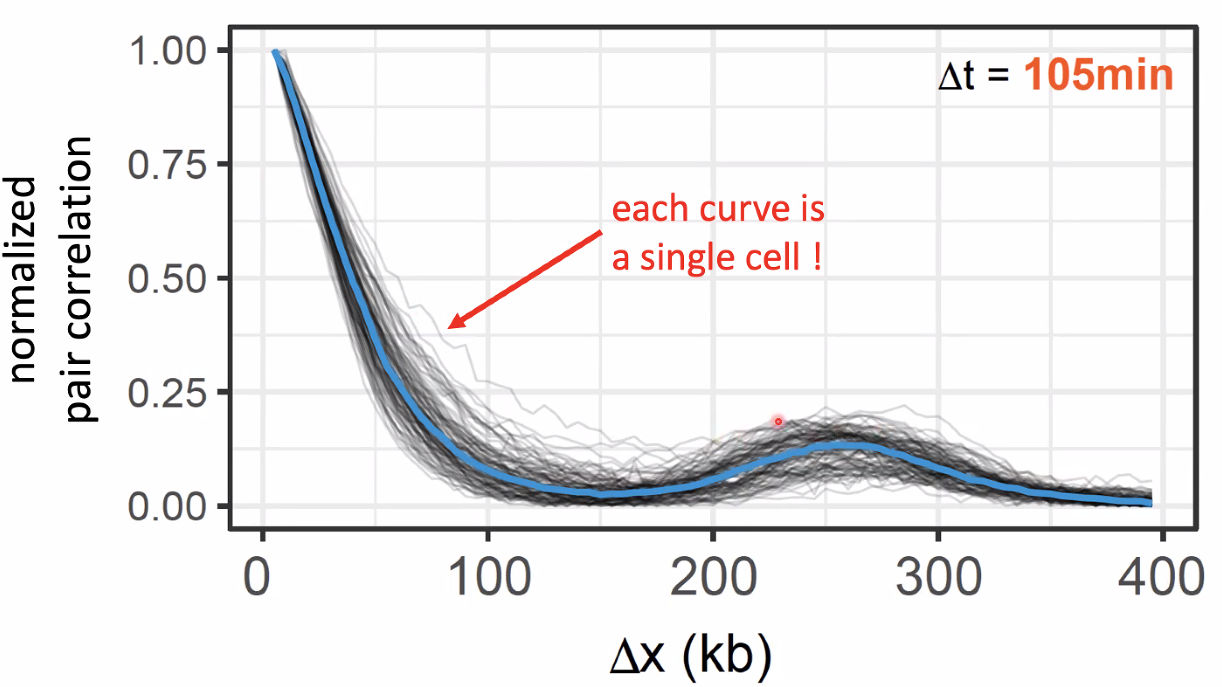 normalized
pair correlation
1.00
0.75
0.50
0.25
0.00
Δt = 105min
each curve is
a single cell !
0
100
200
300
400
Δx (kb)